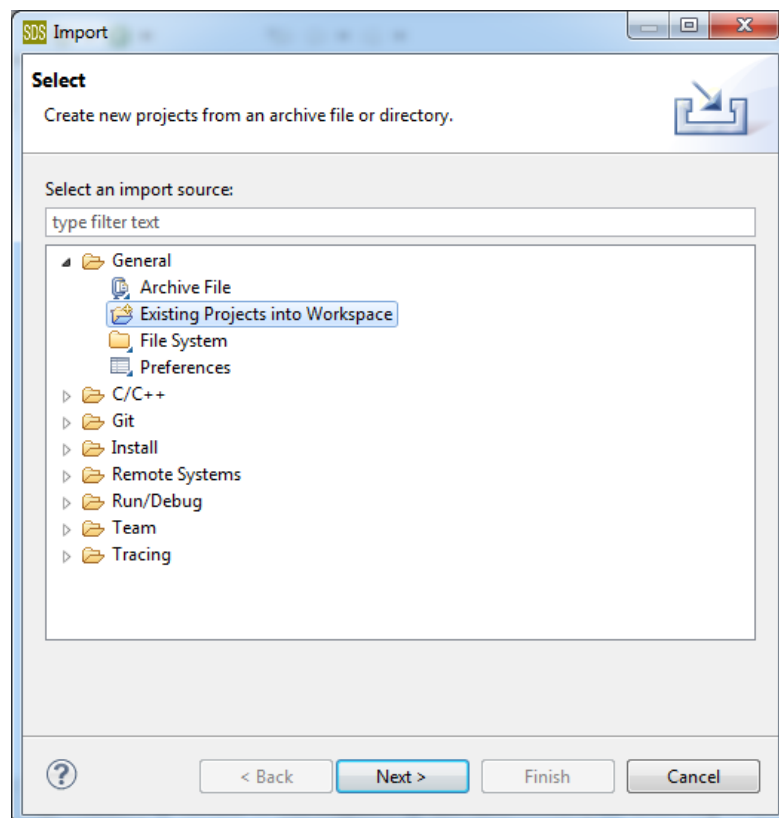 SDS Import
Select
Create new projects from an archive file or directory.
Select an import source:
type filter text
General
Archive File
Existing Projects into Workspace
File System
Preferences
C/C++
Git
Install
Remote Systems
Run/Debug
Team
Tracing
? < Back Next > Finish Cancel